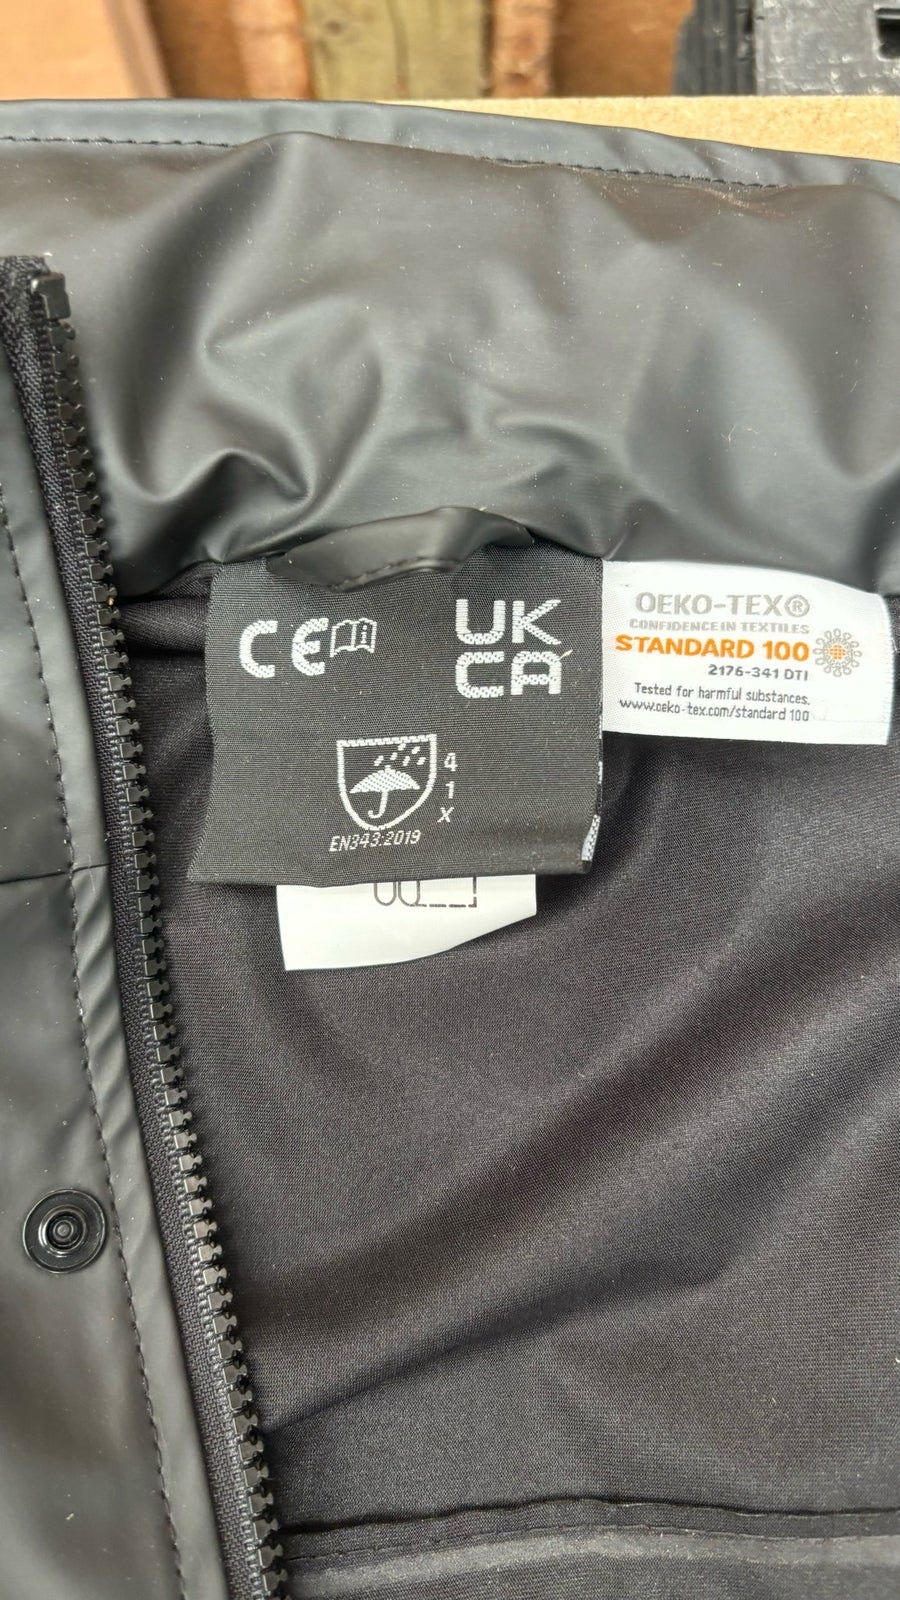 CE i
UK
CA
4
1
X
EN343:2019
OEKO-TEX®
CONFIDENCE IN TEXTILES
STANDARD 100
2176-341 DTI
Tested for harmful substances.
www.oeko-tex.com/standard 100